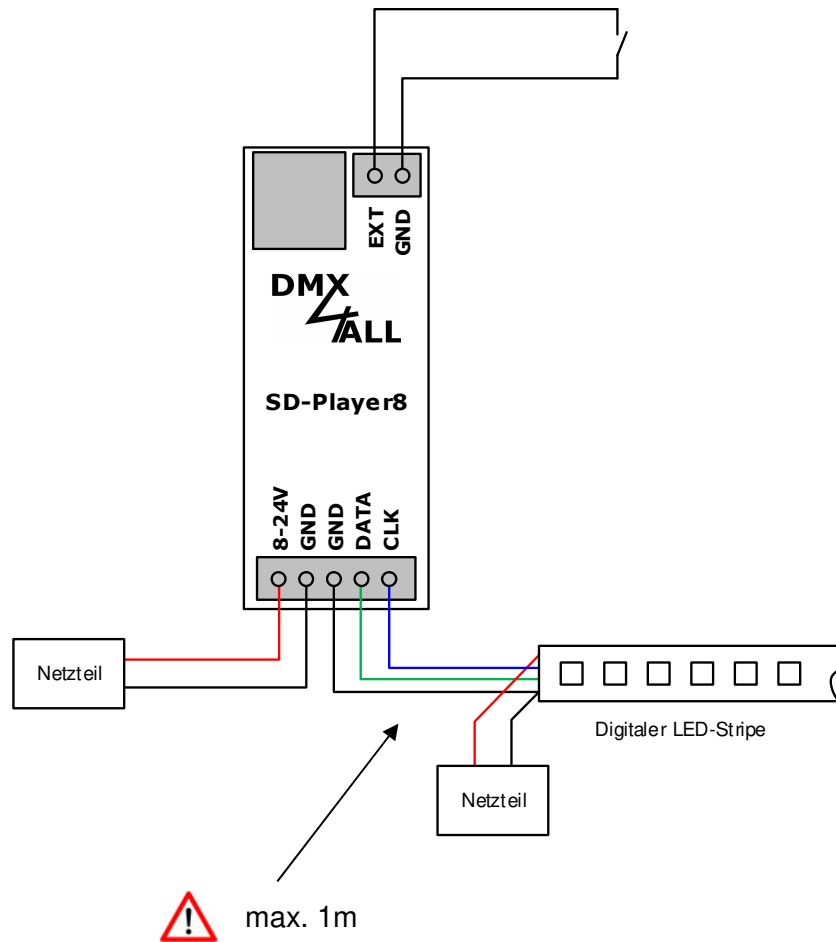 EXT
GND
DMX
4
ALL
SD-Player8
8-24V
GND
GND
DATA
CLK
Netzteil
Digitaler LED-Stripe
Netzteil
! max. 1m